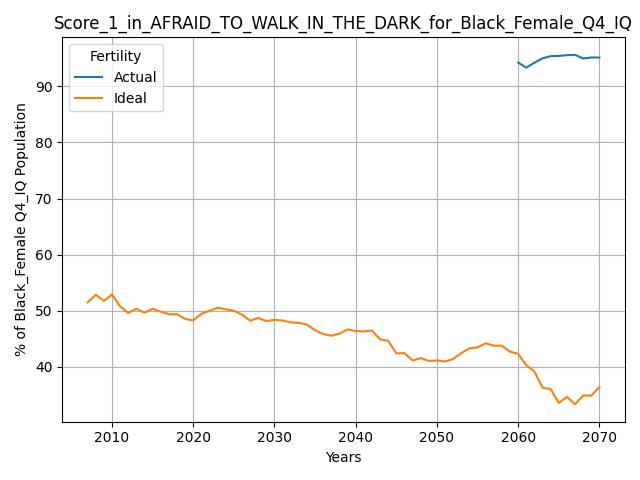 Score_1_in_AFRAID_TO_WALK_IN_THE_DARK_for_Black_Female_Q4_IQ
Fertility
Actual
Ideal
% of Black_Female Q4_IQ Population
90
80
70
60
50
40
2010 2020 2030 2040 2050 2060 2070
Years